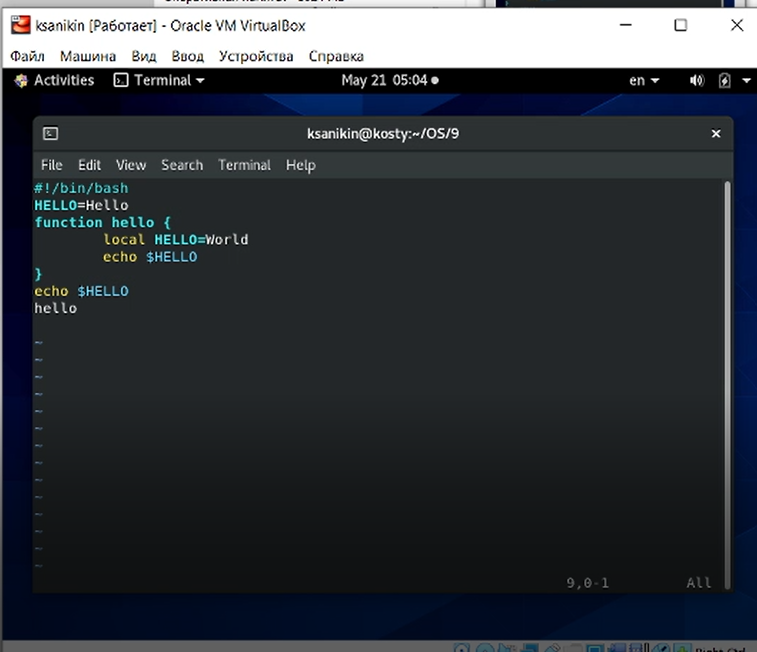 ksanikin [Работает] - Oracle VM VirtualBox
Файл Машина Вид Ввод Устройства Справка
Activities Terminal May 21 05:04 en
ksanikin@kosty:~/OS/9
File Edit View Search Terminal Help
#!/bin/bash
HELLO=Hello
function hello {
        local HELLO=World
        echo $HELLO
}
echo $HELLO
hello
~
~
~
~
~
~
~
~
~
~
~
~
~
~
9,0-1 All